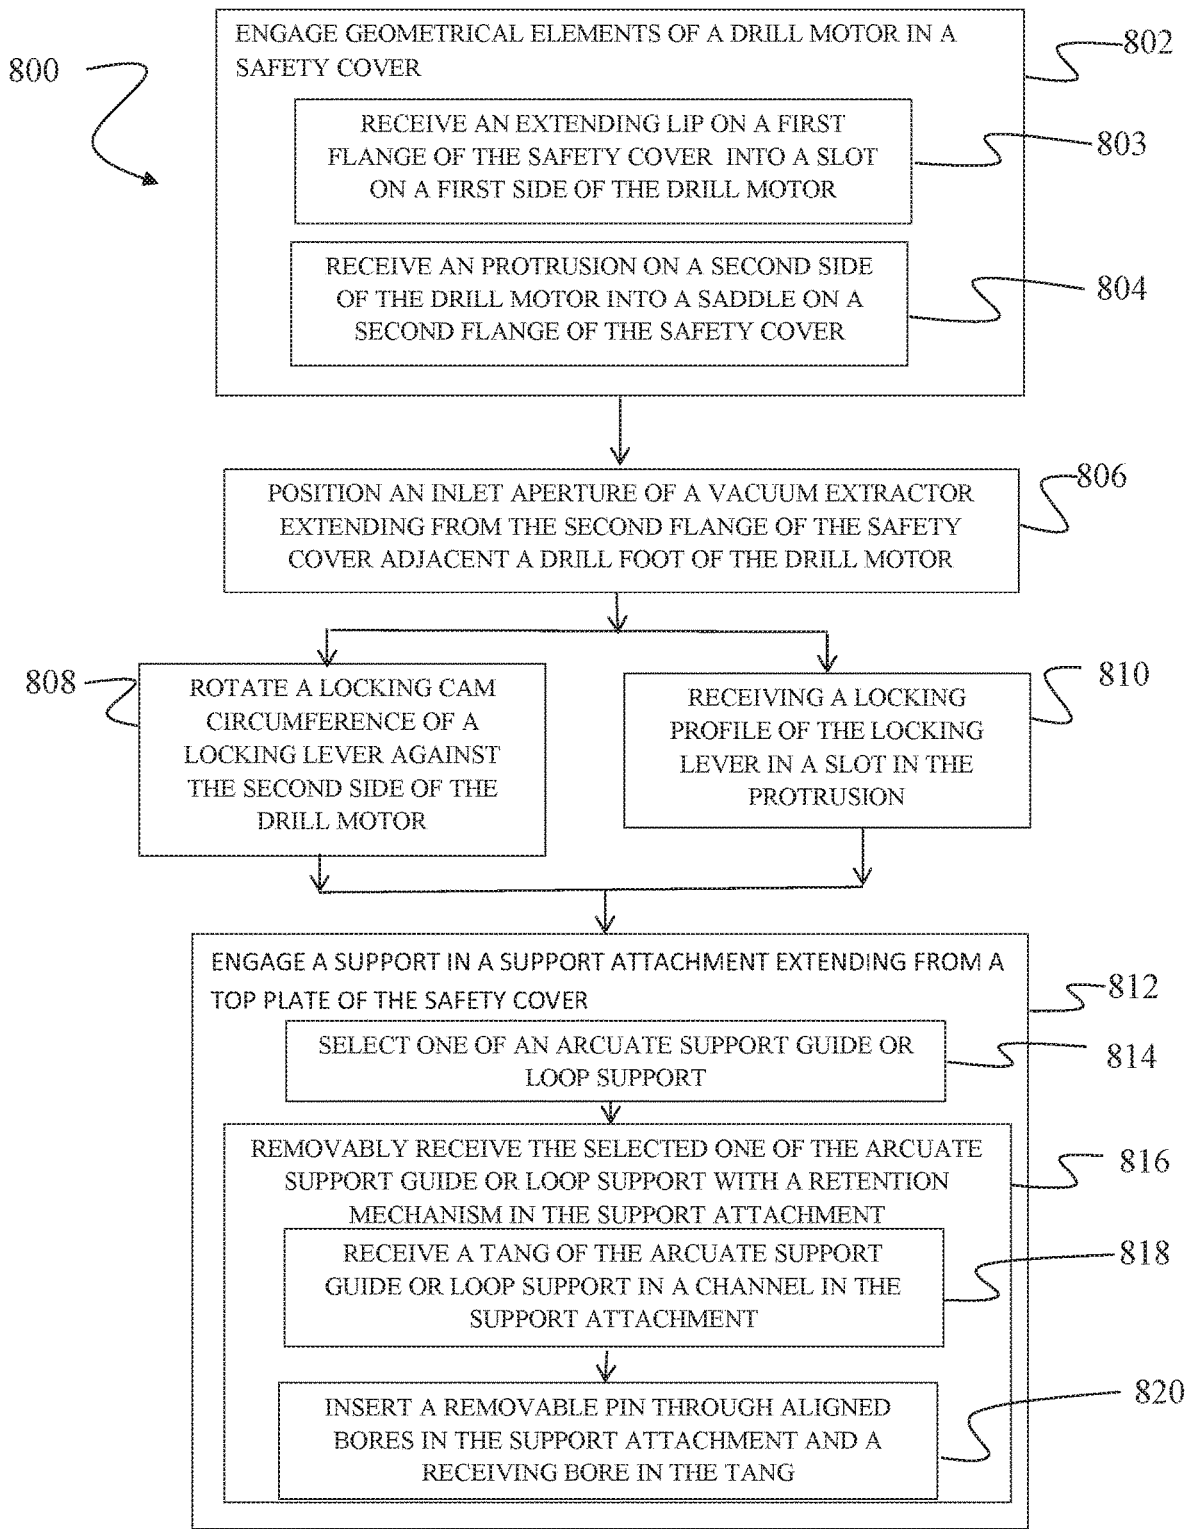 800
ENGAGE GEOMETRICAL ELEMENTS OF A DRILL MOTOR IN A
SAFETY COVER
802
RECEIVE AN EXTENDING LIP ON A FIRST
FLANGE OF THE SAFETY COVER INTO A SLOT
ON A FIRST SIDE OF THE DRILL MOTOR
803
RECEIVE AN PROTRUSION ON A SECOND SIDE
OF THE DRILL MOTOR INTO A SADDLE ON A
SECOND FLANGE OF THE SAFETY COVER
804
POSITION AN INLET APERTURE OF A VACUUM EXTRACTOR
EXTENDING FROM THE SECOND FLANGE OF THE SAFETY
COVER ADJACENT A DRILL FOOT OF THE DRILL MOTOR
806
808
ROTATE A LOCKING CAM
CIRCUMFERENCE OF A
LOCKING LEVER AGAINST
THE SECOND SIDE OF THE
DRILL MOTOR
RECEIVING A LOCKING
PROFILE OF THE LOCKING
LEVER IN A SLOT IN THE
PROTRUSION
810
ENGAGE A SUPPORT IN A SUPPORT ATTACHMENT EXTENDING FROM A
TOP PLATE OF THE SAFETY COVER
812
SELECT ONE OF AN ARCUATE SUPPORT GUIDE OR
LOOP SUPPORT
814
REMOVABLY RECEIVE THE SELECTED ONE OF THE ARCUATE
SUPPORT GUIDE OR LOOP SUPPORT WITH A RETENTION
MECHANISM IN THE SUPPORT ATTACHMENT
816
RECEIVE A TANG OF THE ARCUATE SUPPORT
GUIDE OR LOOP SUPPORT IN A CHANNEL IN THE
SUPPORT ATTACHMENT
818
INSERT A REMOVABLE PIN THROUGH ALIGNED
BORES IN THE SUPPORT ATTACHMENT AND A
RECEIVING BORE IN THE TANG
820